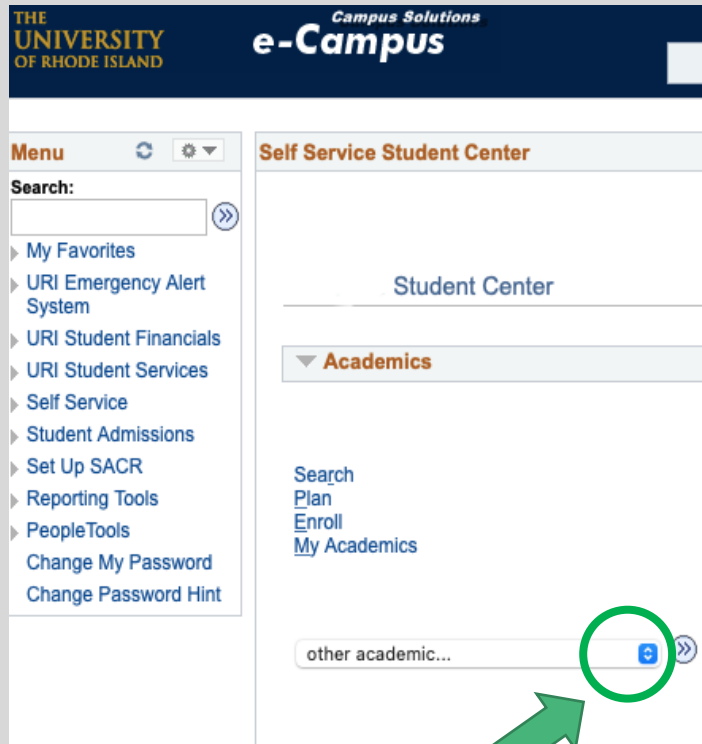 THE
UNIVERSITY
OF RHODE ISLAND
Campus Solutions
e-Campus
Menu
Search:
My Favorites
URI Emergency Alert
System
URI Student Financials
URI Student Services
Self Service
Student Admissions
Set Up SACR
Reporting Tools
PeopleTools
Change My Password
Change Password Hint
Self Service Student Center
Student Center
Academics
Search
Plan
Enroll
My Academics
other academic...